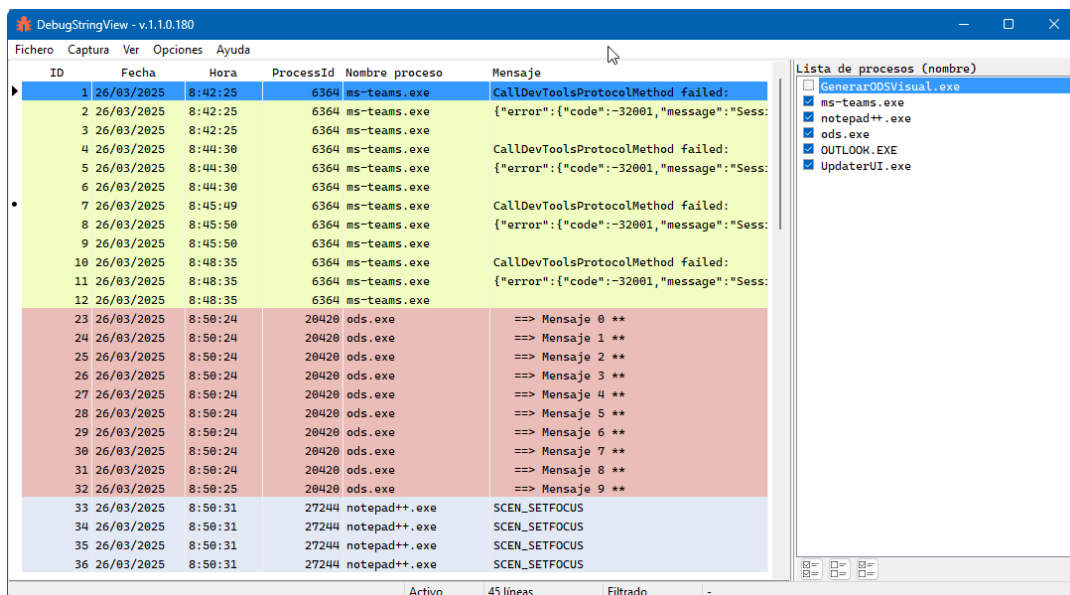 DebugStringView - v.1.1.0.180
Fichero Captura Ver Opciones Ayuda
ID Fecha Hora ProcessId Nombre proceso Mensaje
1 26/03/2025 8:42:25 6364 ms-teams.exe CallDevToolsProtocolMethod failed:
2 26/03/2025 8:42:25 6364 ms-teams.exe {"error":{"code":-32001,"message":"Sess:
3 26/03/2025 8:42:25 6364 ms-teams.exe
4 26/03/2025 8:44:30 6364 ms-teams.exe CallDevToolsProtocolMethod failed:
5 26/03/2025 8:44:30 6364 ms-teams.exe {"error":{"code":-32001,"message":"Sess:
6 26/03/2025 8:44:30 6364 ms-teams.exe
7 26/03/2025 8:45:49 6364 ms-teams.exe CallDevToolsProtocolMethod failed:
8 26/03/2025 8:45:50 6364 ms-teams.exe {"error":{"code":-32001,"message":"Sess:
9 26/03/2025 8:45:50 6364 ms-teams.exe
10 26/03/2025 8:48:35 6364 ms-teams.exe CallDevToolsProtocolMethod failed:
11 26/03/2025 8:48:35 6364 ms-teams.exe {"error":{"code":-32001,"message":"Sess:
12 26/03/2025 8:48:35 6364 ms-teams.exe
23 26/03/2025 8:50:24 20420 ods.exe ==> Mensaje 0 **
24 26/03/2025 8:50:24 20420 ods.exe ==> Mensaje 1 **
25 26/03/2025 8:50:24 20420 ods.exe ==> Mensaje 2 **
26 26/03/2025 8:50:24 20420 ods.exe ==> Mensaje 3 **
27 26/03/2025 8:50:24 20420 ods.exe ==> Mensaje 4 **
28 26/03/2025 8:50:24 20420 ods.exe ==> Mensaje 5 **
29 26/03/2025 8:50:24 20420 ods.exe ==> Mensaje 6 **
30 26/03/2025 8:50:24 20420 ods.exe ==> Mensaje 7 **
31 26/03/2025 8:50:24 20420 ods.exe ==> Mensaje 8 **
32 26/03/2025 8:50:25 20420 ods.exe ==> Mensaje 9 **
33 26/03/2025 8:50:31 27244 notepad++.exe SCEN_SETFOCUS
34 26/03/2025 8:50:31 27244 notepad++.exe SCEN_SETFOCUS
35 26/03/2025 8:50:31 27244 notepad++.exe SCEN_SETFOCUS
36 26/03/2025 8:50:31 27244 notepad++.exe SCEN_SETFOCUS
Lista de procesos (nombre)
GenerarODSVisual.exe
ms-teams.exe
notepad++.exe
ods.exe
OUTLOOK.EXE
UpdaterUI.exe
Activo 45 líneas Filtrado -